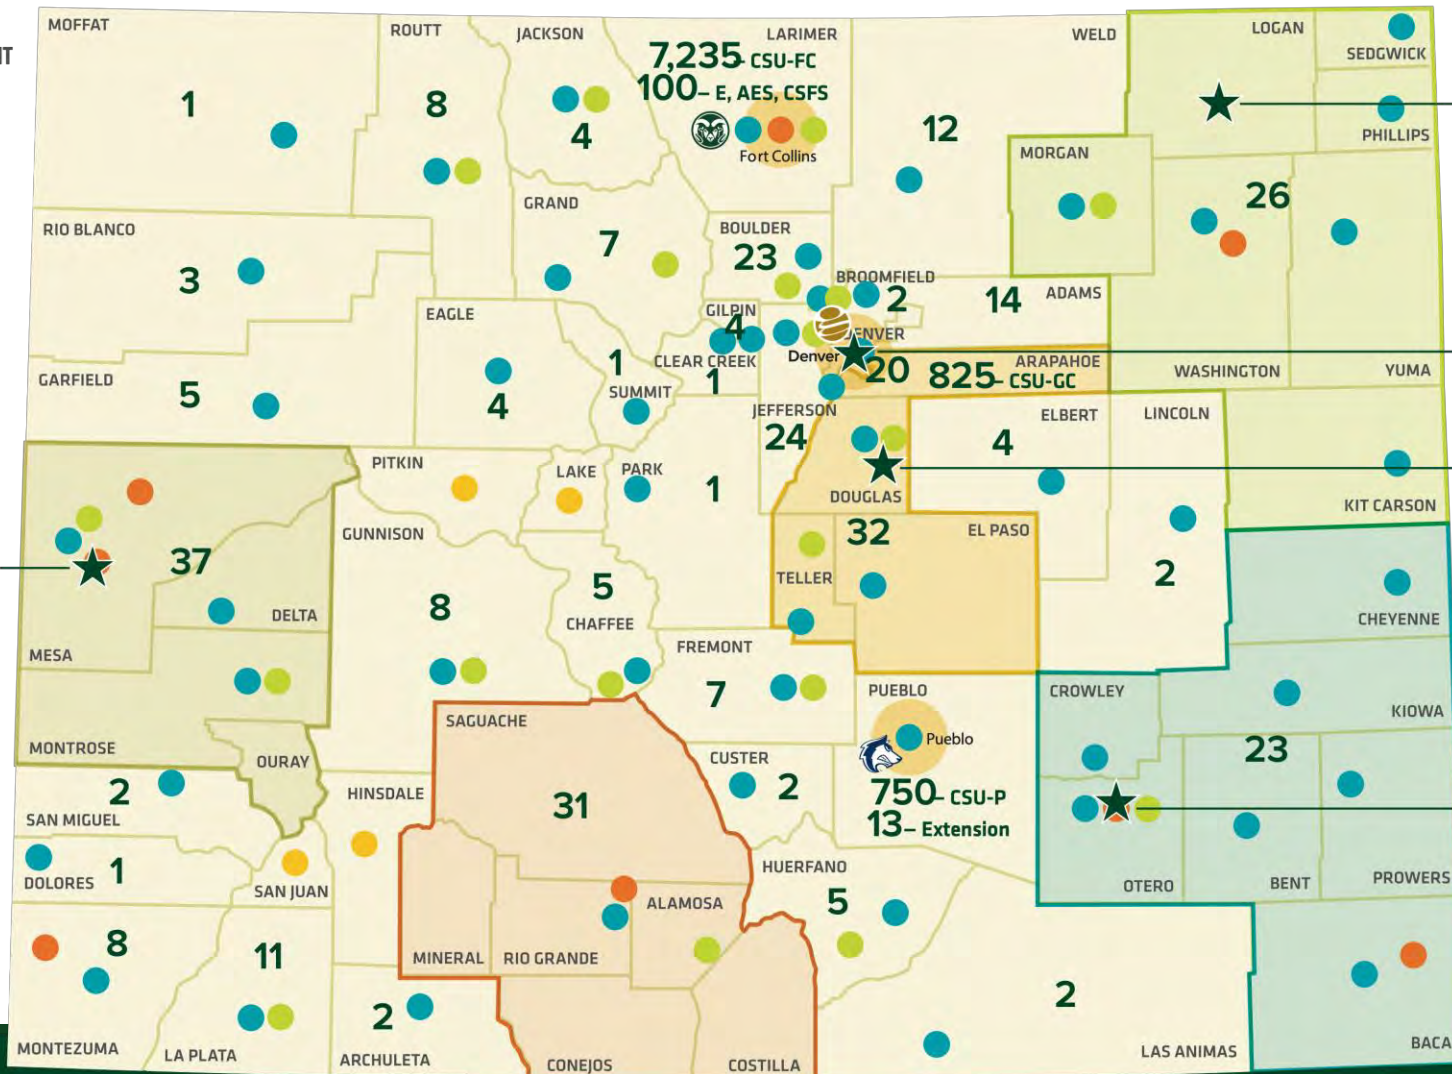 MOFFAT
IT
1
ROUTT
8
JACKSON
4
LARIMER
7,235– CSU-FC
100– E, AES, CSFS
Fort Collins
WELD
12
LOGAN
SEDGWICK
PHILLIPS
MORGAN
26
WASHINGTON
YUMA
RIO BLANCO
3
GRAND
7
BOULDER
23
BROOMFIELD
2
14
ADAMS
GILPIN
4
CLEAR CREEK
1
DENVER
Denver
20
825– CSU-GC
ARAPAHOE
EAGLE
4
1
SUMMIT
GARFIELD
5
JEFFERSON
24
DOUGLAS
4
ELBERT
LINCOLN
2
KIT CARSON
PITKIN
LAKE
PARK
1
32
EL PASO
TELLER
37
DELTA
MESA
MONTROSE
OURAY
GUNNISON
8
5
CHAFFEE
FREMONT
7
CHEYENNE
KIOWA
CROWLEY
23
OTERO
BENT
PROWERS
PUEBLO
Pueblo
750– CSU-P
13– Extension
SAGUACHE
31
CUSTER
2
2
SAN MIGUEL
HINSDALE
DOLORES
1
SAN JUAN
HUERFANO
5
ALAMOSA
MINERAL
RIO GRANDE
8
MONTEZUMA
11
LA PLATA
2
ARCHULETA
CONEJOS
COSTILLA
2
LAS ANIMAS
BACA